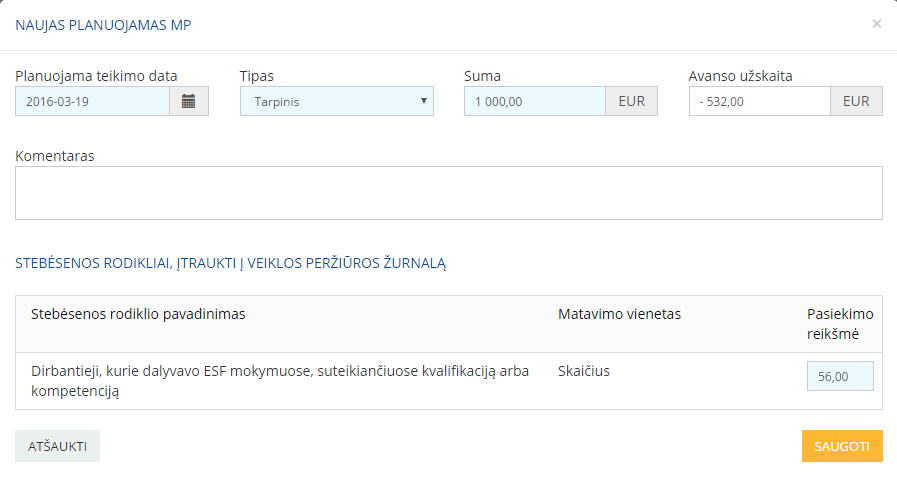 NAUJAS PLANUOJAMAS MP
×
Planuojama teikimo data
Tipas
Suma
Avanso užskaita
2016-03-19
Tarpinis
1 000,00
EUR
- 532,00
EUR
Komentaras
STEBĖSENOS RODIKLIAI, ĮTRAUKTI Į VEIKLOS PERŽIŪROS ŽURNALĄ
Stebėsenos rodiklio pavadinimas
Matavimo vienetas
Pasiekimo
reikšmė
Dirbantieji, kurie dalyvavo ESF mokymuose, suteikiančiuose kvalifikaciją arba
kompetenciją
Skaičius
56,00
ATŠAUKTI
SAUGOTI